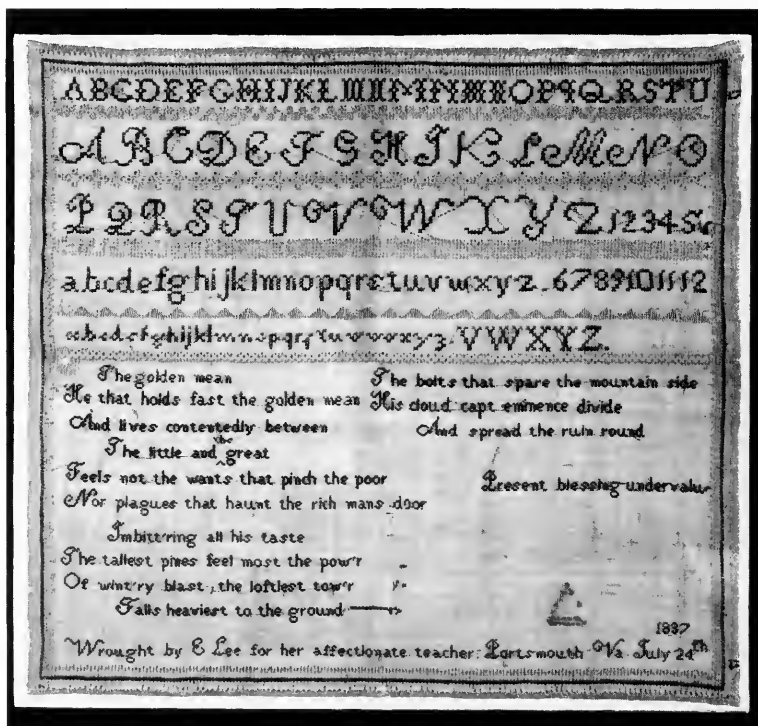 ABCDEFGHIJKLMNOPQRSTU
ABCDEFGHIJKLMNO
PQRSTUVWXYZ 12345
abcdefghijklmnopqrstuvwxyz. 6789101112
abcdefghijklmnopqrstuvwxyz. VWXYZ.
The golden mean
He that holds fast the golden mean
And lives contentedly between
the
The little and ^ great
Feels not the wants that pinch the poor
Nor plagues that haunt the rich mans door
Imbitt'ring all his taste
The tallest pines feel most the pow'r
Of wint'ry blast, the loftiest tow'r
Falls heaviest to the ground
The bolts that spare the mountain side
His cloud capt eminence divide
And spread the ruin round
Present blessing undervalu
1837
Wrought by E Lee for her affectionate teacher: Portsmouth Va July 24th